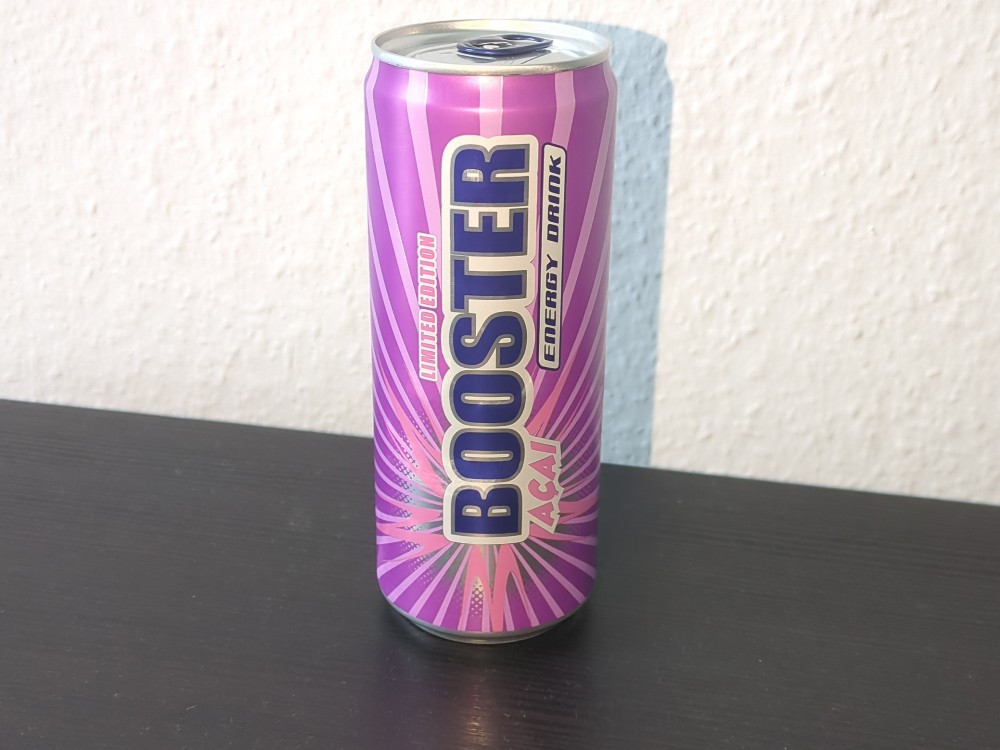 LIMITED EDITION
BOOSTER
ENERGY DRINK
AÇAI